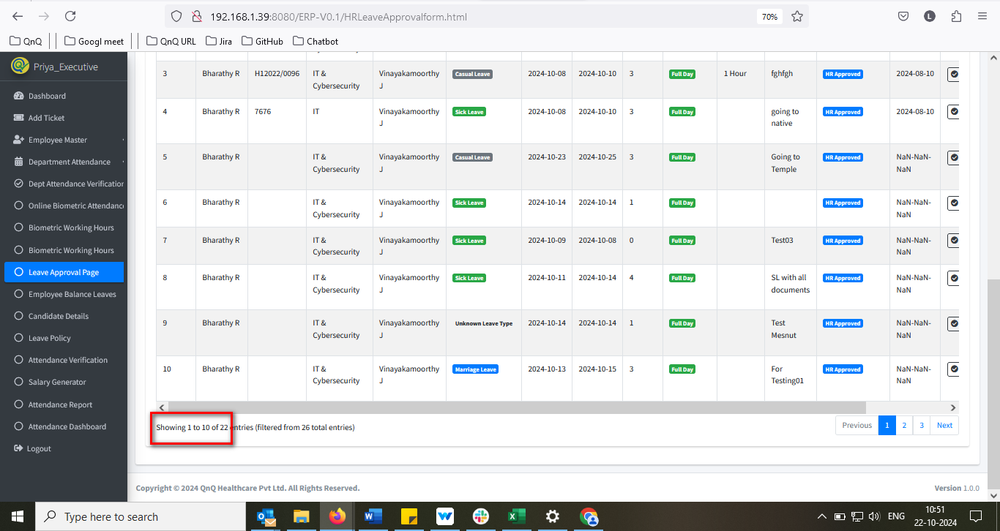 192.168.1.39:8080/ERP-V0.1/HRLeaveApprovalform.html 70% L
QnQ Googl meet QnQ URL Jira GitHub Chatbot
Priya_Executive
Dashboard
Add Ticket
Employee Master
Department Attendance
Dept Attendance Verification
Online Biometric Attendance
Biometric Working Hours
Biometric Working Hours
Leave Approval Page
Employee Balance Leaves
Candidate Details
Leave Policy
Attendance Verification
Salary Generator
Attendance Report
Attendance Dashboard
Logout
3 Bharathy R H12022/0096 IT & Vinayakamoorthy Casual Leave 2024-10-08 2024-10-10 3 Full Day 1 Hour fghfgh HR Approved 2024-08-10
Cybersecurity J
4 Bharathy R 7676 IT Vinayakamoorthy Sick Leave 2024-10-08 2024-10-10 3 Full Day going to HR Approved 2024-08-10
J native
5 Bharathy R IT & Vinayakamoorthy Casual Leave 2024-10-23 2024-10-25 3 Full Day Going to HR Approved NaN-NaN-
Cybersecurity J Temple NaN
6 Bharathy R IT & Vinayakamoorthy Sick Leave 2024-10-14 2024-10-14 1 Full Day HR Approved NaN-NaN-
Cybersecurity J NaN
7 Bharathy R IT & Vinayakamoorthy Sick Leave 2024-10-09 2024-10-08 0 Full Day Test03 HR Approved NaN-NaN-
Cybersecurity J NaN
8 Bharathy R IT & Vinayakamoorthy Sick Leave 2024-10-11 2024-10-14 4 Full Day SL with all HR Approved NaN-NaN-
Cybersecurity J documents NaN
9 Bharathy R IT & Vinayakamoorthy Unknown Leave Type 2024-10-14 2024-10-14 1 Full Day Test HR Approved NaN-NaN-
Cybersecurity J Mesnut NaN
10 Bharathy R IT & Vinayakamoorthy Marriage Leave 2024-10-13 2024-10-15 3 Full Day For HR Approved NaN-NaN-
Cybersecurity J Testing01 NaN
Showing 1 to 10 of 22 entries (filtered from 26 total entries) Previous 1 2 3 Next
Copyright © 2024 QnQ Healthcare Pvt Ltd. All Rights Reserved. Version 1.0.0
Type here to search ENG 10:51
22-10-2024